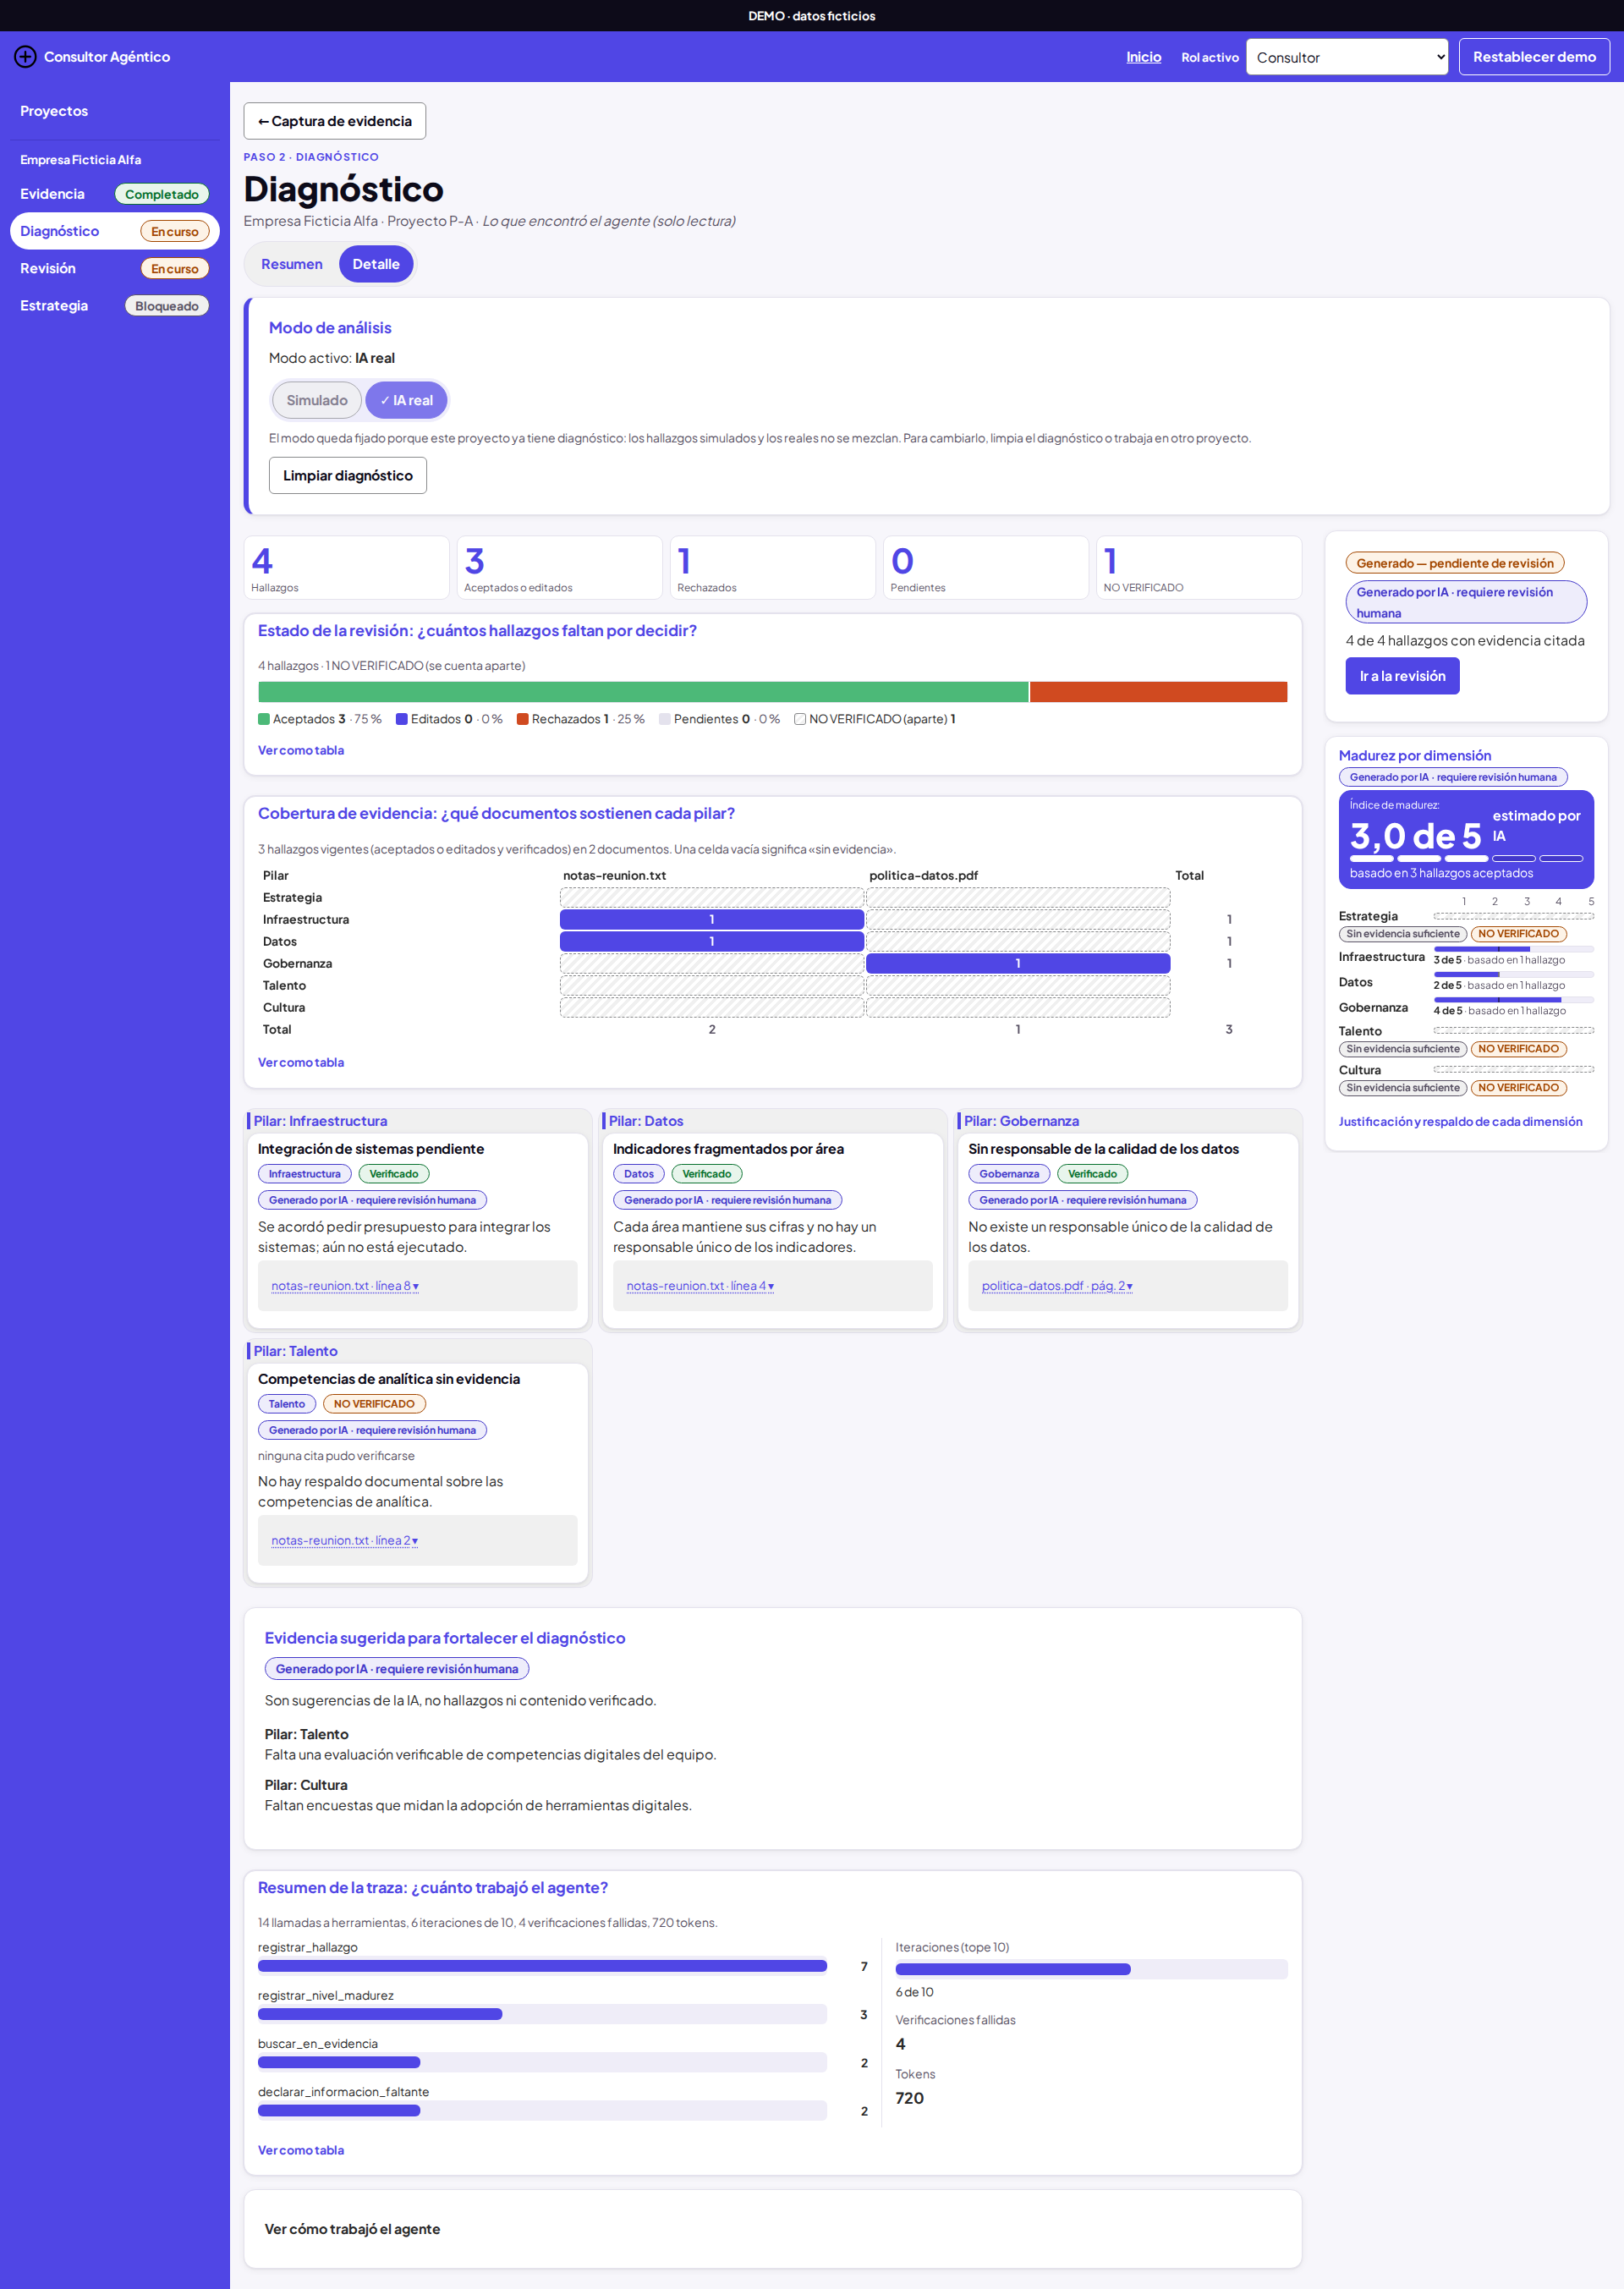 DEMO · datos ficticios
Consultor Agéntico
Inicio
Rol activo
Consultor
Restablecer demo
Proyectos
Empresa Ficticia Alfa
Evidencia Completado
Diagnóstico En curso
Revisión En curso
Estrategia Bloqueado
← Captura de evidencia
PASO 2 · DIAGNÓSTICO
Diagnóstico
Empresa Ficticia Alfa · Proyecto P-A · Lo que encontró el agente (solo lectura)
Resumen Detalle
Modo de análisis
Modo activo: IA real
Simulado ✓ IA real
El modo queda fijado porque este proyecto ya tiene diagnóstico: los hallazgos simulados y los reales no se mezclan. Para cambiarlo, limpia el diagnóstico o trabaja en otro proyecto.
Limpiar diagnóstico
4
Hallazgos
3
Aceptados o editados
1
Rechazados
0
Pendientes
1
NO VERIFICADO
Estado de la revisión: ¿cuántos hallazgos faltan por decidir?
4 hallazgos · 1 NO VERIFICADO (se cuenta aparte)
Aceptados 3 · 75 % Editados 0 · 0 % Rechazados 1 · 25 % Pendientes 0 · 0 % NO VERIFICADO (aparte) 1
Ver como tabla
Cobertura de evidencia: ¿qué documentos sostienen cada pilar?
3 hallazgos vigentes (aceptados o editados y verificados) en 2 documentos. Una celda vacía significa «sin evidencia».
Pilar notas-reunion.txt politica-datos.pdf Total
Estrategia
Infraestructura 1 1
Datos 1 1
Gobernanza 1 1
Talento
Cultura
Total 2 1 3
Ver como tabla
Pilar: Infraestructura
Integración de sistemas pendiente
Infraestructura Verificado
Generado por IA · requiere revisión humana
Se acordó pedir presupuesto para integrar los
sistemas; aún no está ejecutado.
notas-reunion.txt · línea 8 ▾
Pilar: Datos
Indicadores fragmentados por área
Datos Verificado
Generado por IA · requiere revisión humana
Cada área mantiene sus cifras y no hay un
responsable único de los indicadores.
notas-reunion.txt · línea 4 ▾
Pilar: Gobernanza
Sin responsable de la calidad de los datos
Gobernanza Verificado
Generado por IA · requiere revisión humana
No existe un responsable único de la calidad de
los datos.
politica-datos.pdf · pág. 2 ▾
Pilar: Talento
Competencias de analítica sin evidencia
Talento NO VERIFICADO
Generado por IA · requiere revisión humana
ninguna cita pudo verificarse
No hay respaldo documental sobre las
competencias de analítica.
notas-reunion.txt · línea 2 ▾
Evidencia sugerida para fortalecer el diagnóstico
Generado por IA · requiere revisión humana
Son sugerencias de la IA, no hallazgos ni contenido verificado.
Pilar: Talento
Falta una evaluación verificable de competencias digitales del equipo.
Pilar: Cultura
Faltan encuestas que midan la adopción de herramientas digitales.
Resumen de la traza: ¿cuánto trabajó el agente?
14 llamadas a herramientas, 6 iteraciones de 10, 4 verificaciones fallidas, 720 tokens.
registrar_hallazgo
7
registrar_nivel_madurez
3
buscar_en_evidencia
2
declarar_informacion_faltante
2
Iteraciones (tope 10)
6 de 10
Verificaciones fallidas
4
Tokens
720
Ver como tabla
Ver cómo trabajó el agente
Generado — pendiente de revisión
Generado por IA · requiere revisión
humana
4 de 4 hallazgos con evidencia citada
Ir a la revisión
Madurez por dimensión
Generado por IA · requiere revisión humana
Índice de madurez:
3,0 de 5
estimado por
IA
basado en 3 hallazgos aceptados
1 2 3 4 5
Estrategia
Sin evidencia suficiente NO VERIFICADO
Infraestructura
3 de 5 · basado en 1 hallazgo
Datos
2 de 5 · basado en 1 hallazgo
Gobernanza
4 de 5 · basado en 1 hallazgo
Talento
Sin evidencia suficiente NO VERIFICADO
Cultura
Sin evidencia suficiente NO VERIFICADO
Justificación y respaldo de cada dimensión